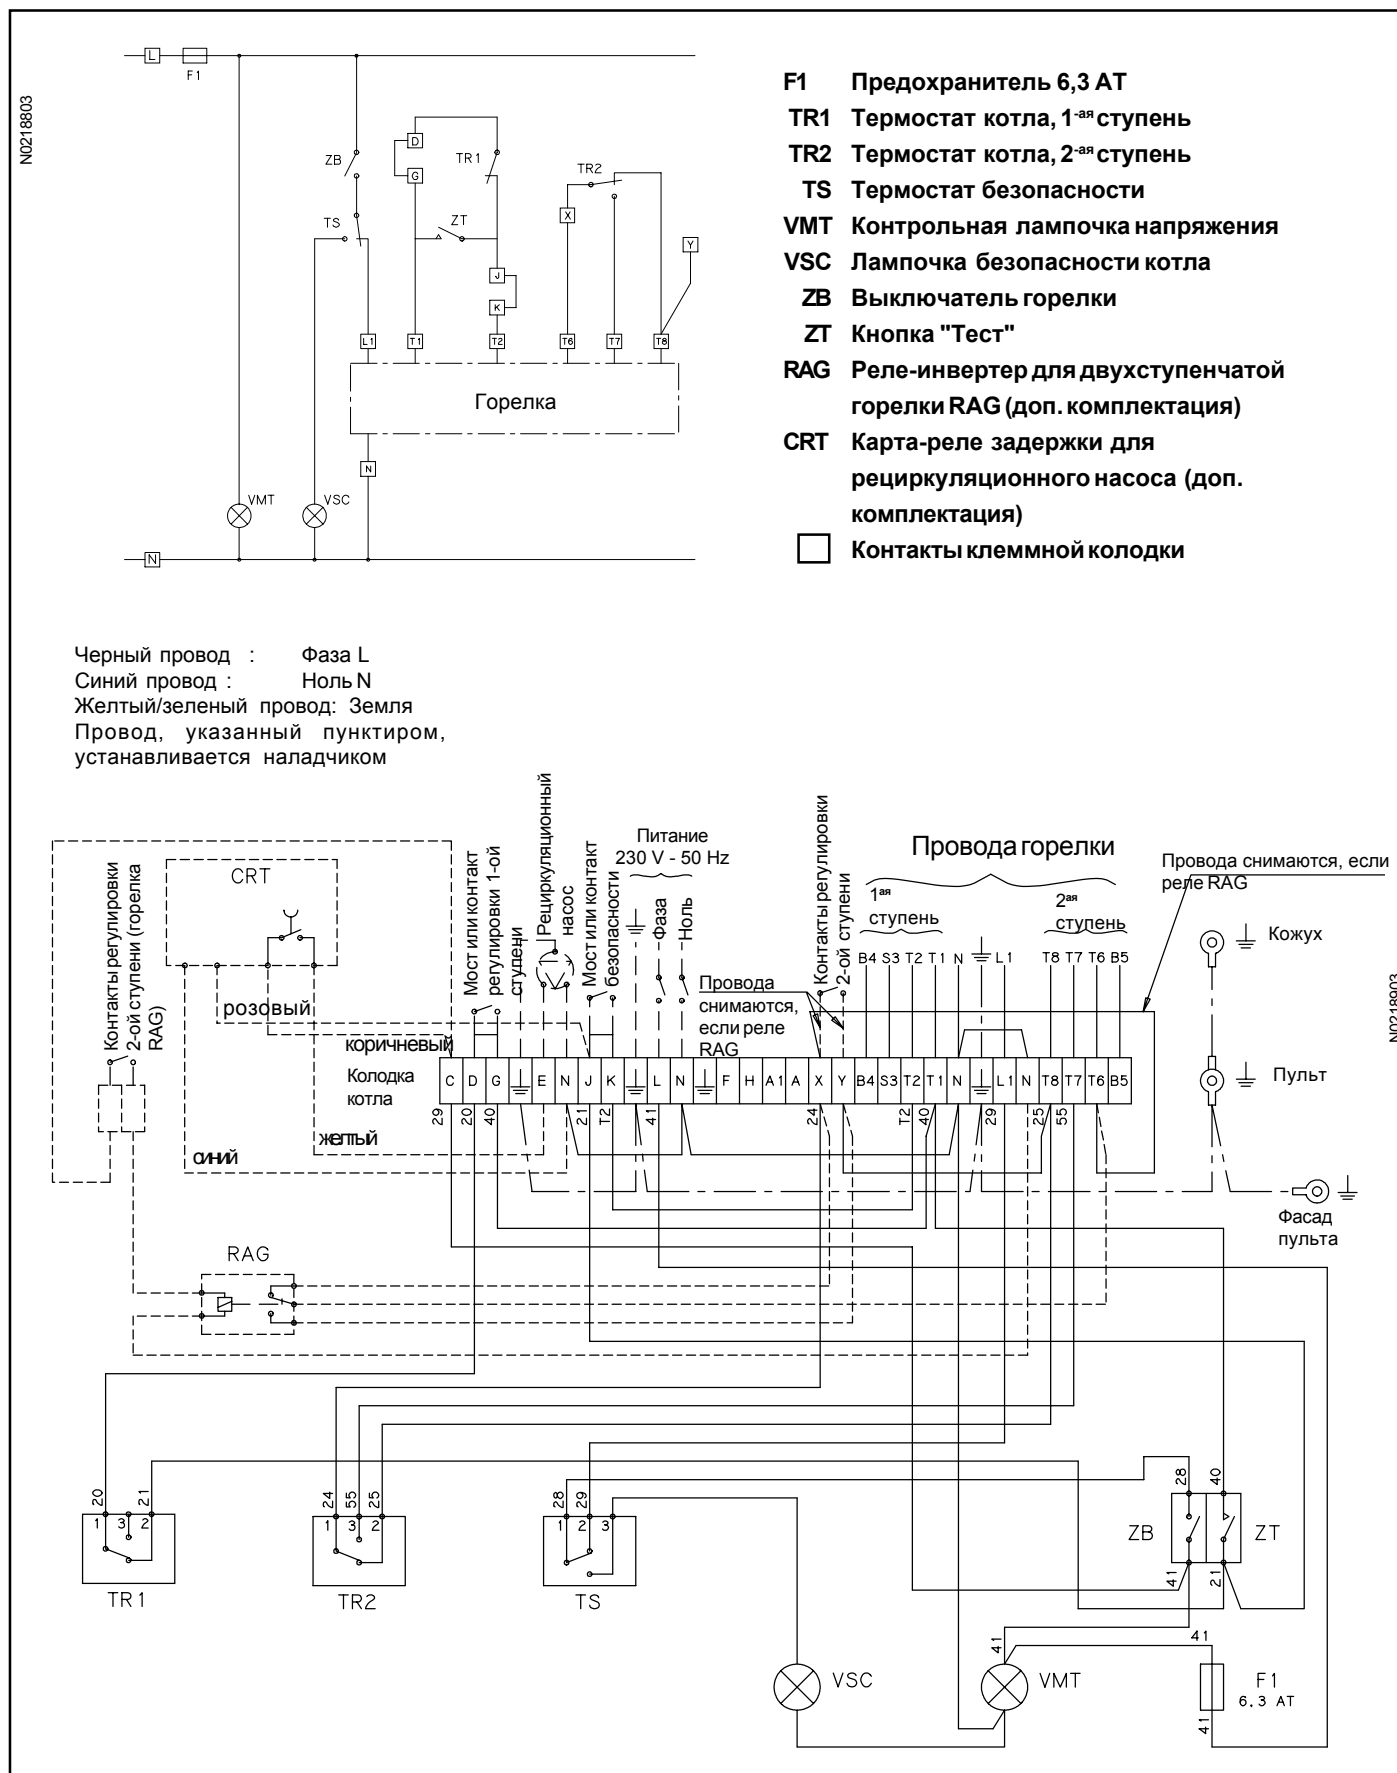 N0218803
L
F1
ZB
TS
D
G
TR1
ZT
J
K
TR2
X
Y
L1
T1
T2
T6
T7
T8
Горелка
N
VMT
VSC
N
F1 Предохранитель 6,3 АТ
TR1 Термостат котла, 1-ая ступень
TR2 Термостат котла, 2-ая ступень
TS Термостат безопасности
VMT Контрольная лампочка напряжения
VSC Лампочка безопасности котла
ZB Выключатель горелки
ZT Кнопка "Тест"
RAG Реле-инвертер для двухступенчатой
горелки RAG (доп. комплектация)
CRT Карта-реле задержки для
рециркуляционного насоса (доп.
комплектация)
Контакты клеммной колодки
Черный провод : Фаза L
Синий провод : Ноль N
Желтый/зеленый провод: Земля
Провод, указанный пунктиром,
устанавливается наладчиком
Контакты регулировки
2-ой ступени (горелка
RAG)
CRT
розовый
коричневый
желтый
синий
Мост или контакт
регулировки 1-ой
ступени
Рециркуляционный
насос
Мост или контакт
безопасности
Питание
230 V - 50 Hz
Фаза
Ноль
Провода
снимаются,
если реле
RAG
Контакты регулировки
2-ой ступени
Провода горелки
1ая
ступень
2ая
ступень
B4 S3 T2 T1 N L1 T8 T7 T6 B5
Провода снимаются, если
реле RAG
Кожух
Пульт
Фасад
пульта
N0218903
Колодка
котла
C D G E N J K L N F H A1 A X Y B4 S3 T2 T1 N L1 N T8 T7 T6 B5
29 20 40 21 T2 41 24 T2 40 29 25 55
RAG
20 21
1 3 2
TR1
24 55 25
1 3 2
TR2
28 29
1 2 3
TS
28 40
ZB ZT
41 21
VSC
41
VMT
41
F1
6.3 AT
41